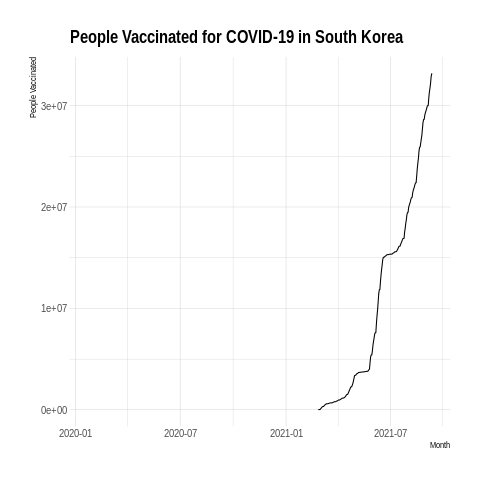 People Vaccinated for COVID-19 in South Korea
People Vaccinated
3e+07
2e+07
1e+07
0e+00
2020-01 2020-07 2021-01 2021-07
Month